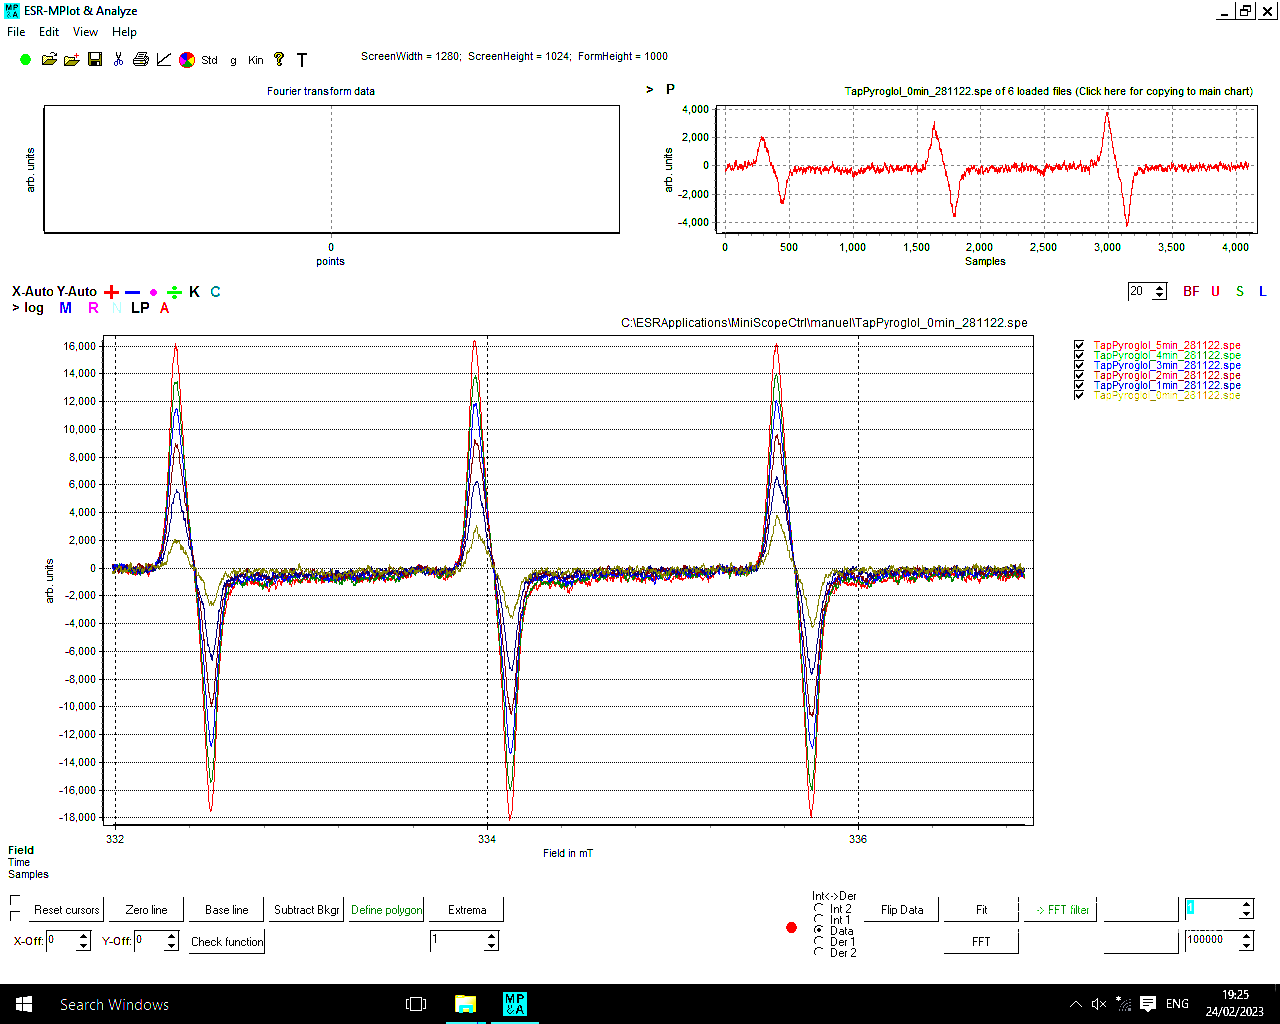 MP &A ESR-MPlot & Analyze
File Edit View Help
Std g Kin ? T ScreenWidth = 1280; ScreenHeight = 1024; FormHeight = 1000
Fourier transform data
> P TapPyroglol_0min_281122.spe of 6 loaded files (Click here for copying to main chart)
arb. units
0
points
arb. units
4,000
2,000
0
-2,000
-4,000
0 500 1,000 1,500 2,000 2,500 3,000 3,500 4,000
Samples
X-Auto Y-Auto K C
> log M R N LP A
20 BF U S L
C:\ESRApplications\MiniScopeCtrl\manuel\TapPyroglol_0min_281122.spe
16,000
14,000
12,000
10,000
8,000
6,000
4,000
2,000
0
-2,000
-4,000
-6,000
-8,000
-10,000
-12,000
-14,000
-16,000
-18,000
arb. units
332 334 336
Field in mT
TapPyroglol_5min_281122.spe
TapPyroglol_4min_281122.spe
TapPyroglol_3min_281122.spe
TapPyroglol_2min_281122.spe
TapPyroglol_1min_281122.spe
TapPyroglol_0min_281122.spe
Field
Time
Samples
Reset cursors Zero line Base line Subtract Bkgr Define polygon Extrema
X-Off: 0 Y-Off: 0 Check function 1
Int<->Der
Int 2
Int 1
Data
Der 1
Der 2
Flip Data Fit -> FFT filter 1
FFT 100000
Search Windows
MP &A
ENG
19:25
24/02/2023